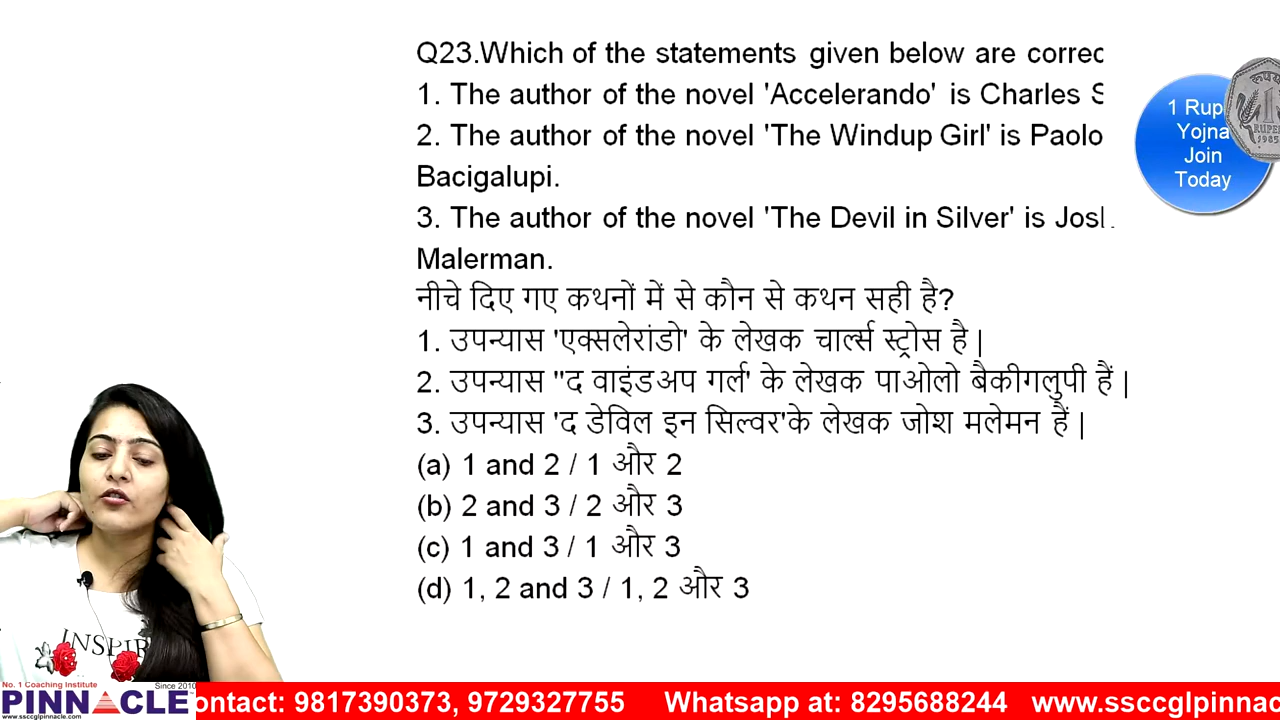 Q23.Which of the statements given below are correc
1. The author of the novel 'Accelerando' is Charles S
2. The author of the novel 'The Windup Girl' is Paolo
Bacigalupi.
3. The author of the novel 'The Devil in Silver' is Josh
Malerman.
नीचे दिए गए कथनों में से कौन से कथन सही है?
1. उपन्यास 'एक्सलेरांडो' के लेखक चार्ल्स स्ट्रोस है |
2. उपन्यास "द वाइंडअप गर्ल' के लेखक पाओलो बैकीगलुपी हैं |
3. उपन्यास 'द डेविल इन सिल्वर'के लेखक जोश मलेमन हैं |
(a) 1 and 2 / 1 और 2
(b) 2 and 3 / 2 और 3
(c) 1 and 3 / 1 और 3
(d) 1, 2 and 3 / 1, 2 और 3
1 Rup
Yojna
Join
Today
INSPIR
No. 1 Coaching Institute
Since 2010
PINNACLE
www.ssccglpinnacle.com
ontact: 9817390373, 9729327755 Whatsapp at: 8295688244 www.ssccglpinnac